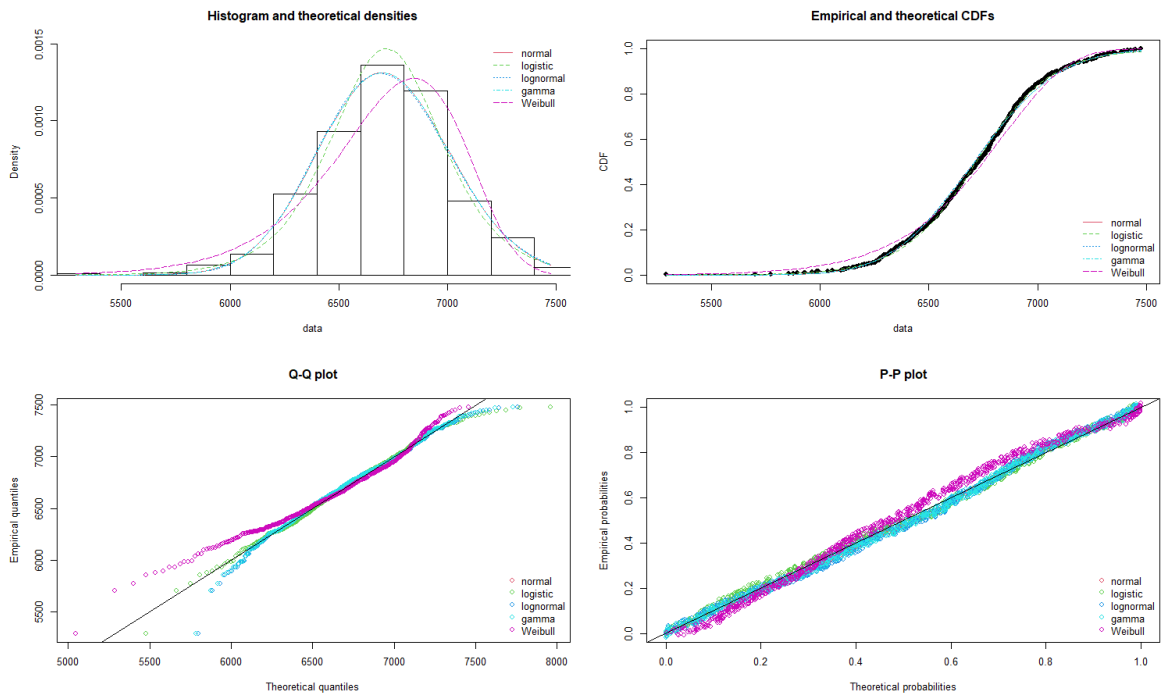 Histogram and theoretical densities
Density
0.0000 0.0005 0.0010 0.0015
5500 6000 6500 7000 7500
data
normal
logistic
lognormal
gamma
Weibull
Empirical and theoretical CDFs
CDF
0.0 0.2 0.4 0.6 0.8 1.0
5500 6000 6500 7000 7500
data
normal
logistic
lognormal
gamma
Weibull
Q-Q plot
Empirical quantiles
5500 6000 6500 7000 7500
5000 5500 6000 6500 7000 7500 8000
Theoretical quantiles
normal
logistic
lognormal
gamma
Weibull
P-P plot
Empirical probabilities
0.0 0.2 0.4 0.6 0.8 1.0
0.0 0.2 0.4 0.6 0.8 1.0
Theoretical probabilities
normal
logistic
lognormal
gamma
Weibull